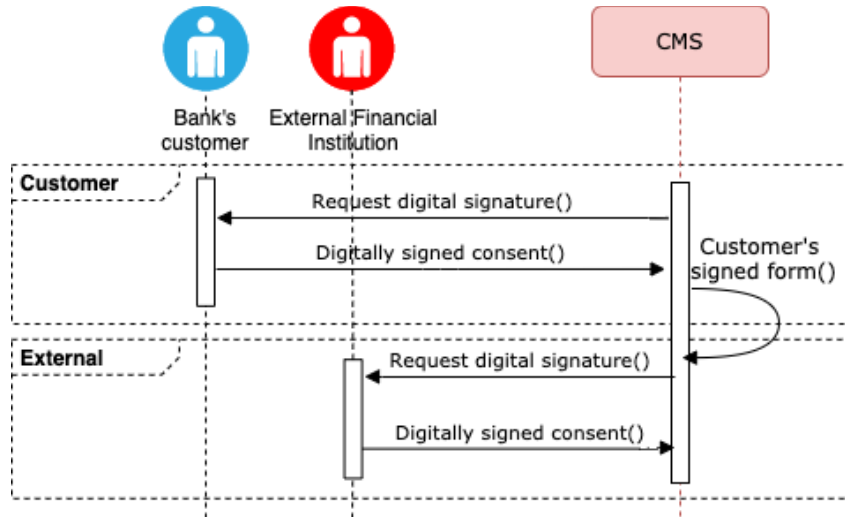 CMS
Bank's
customer
External Financial
Institution
Customer
Request digital signature()
Digitally signed consent()
Customer's
signed form()
External
Request digital signature()
Digitally signed consent()